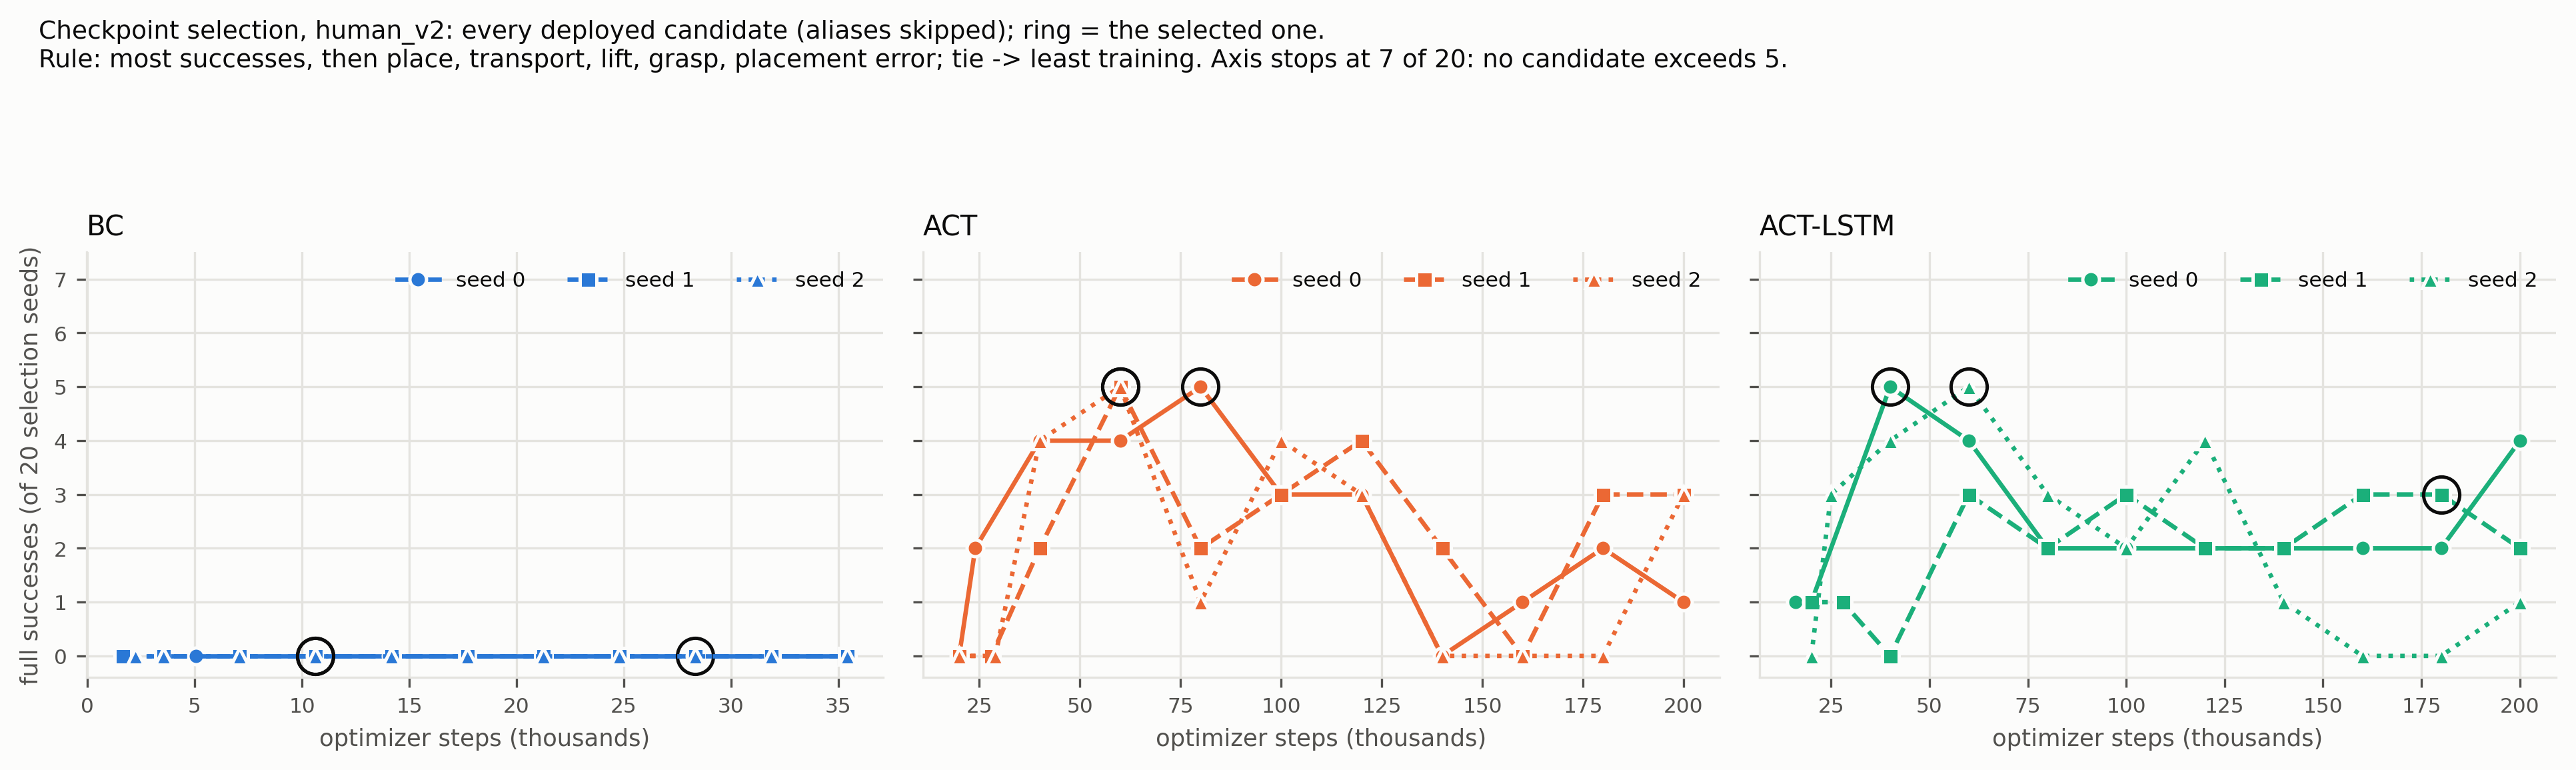 Checkpoint selection, human_v2: every deployed candidate (aliases skipped); ring = the selected one.
Rule: most successes, then place, transport, lift, grasp, placement error; tie -> least training. Axis stops at 7 of 20: no candidate exceeds 5.
BC
full successes (of 20 selection seeds)
7
6
5
4
3
2
1
0
seed 0 seed 1 seed 2
0 5 10 15 20 25 30 35
optimizer steps (thousands)
ACT
seed 0 seed 1 seed 2
25 50 75 100 125 150 175 200
optimizer steps (thousands)
ACT-LSTM
seed 0 seed 1 seed 2
25 50 75 100 125 150 175 200
optimizer steps (thousands)